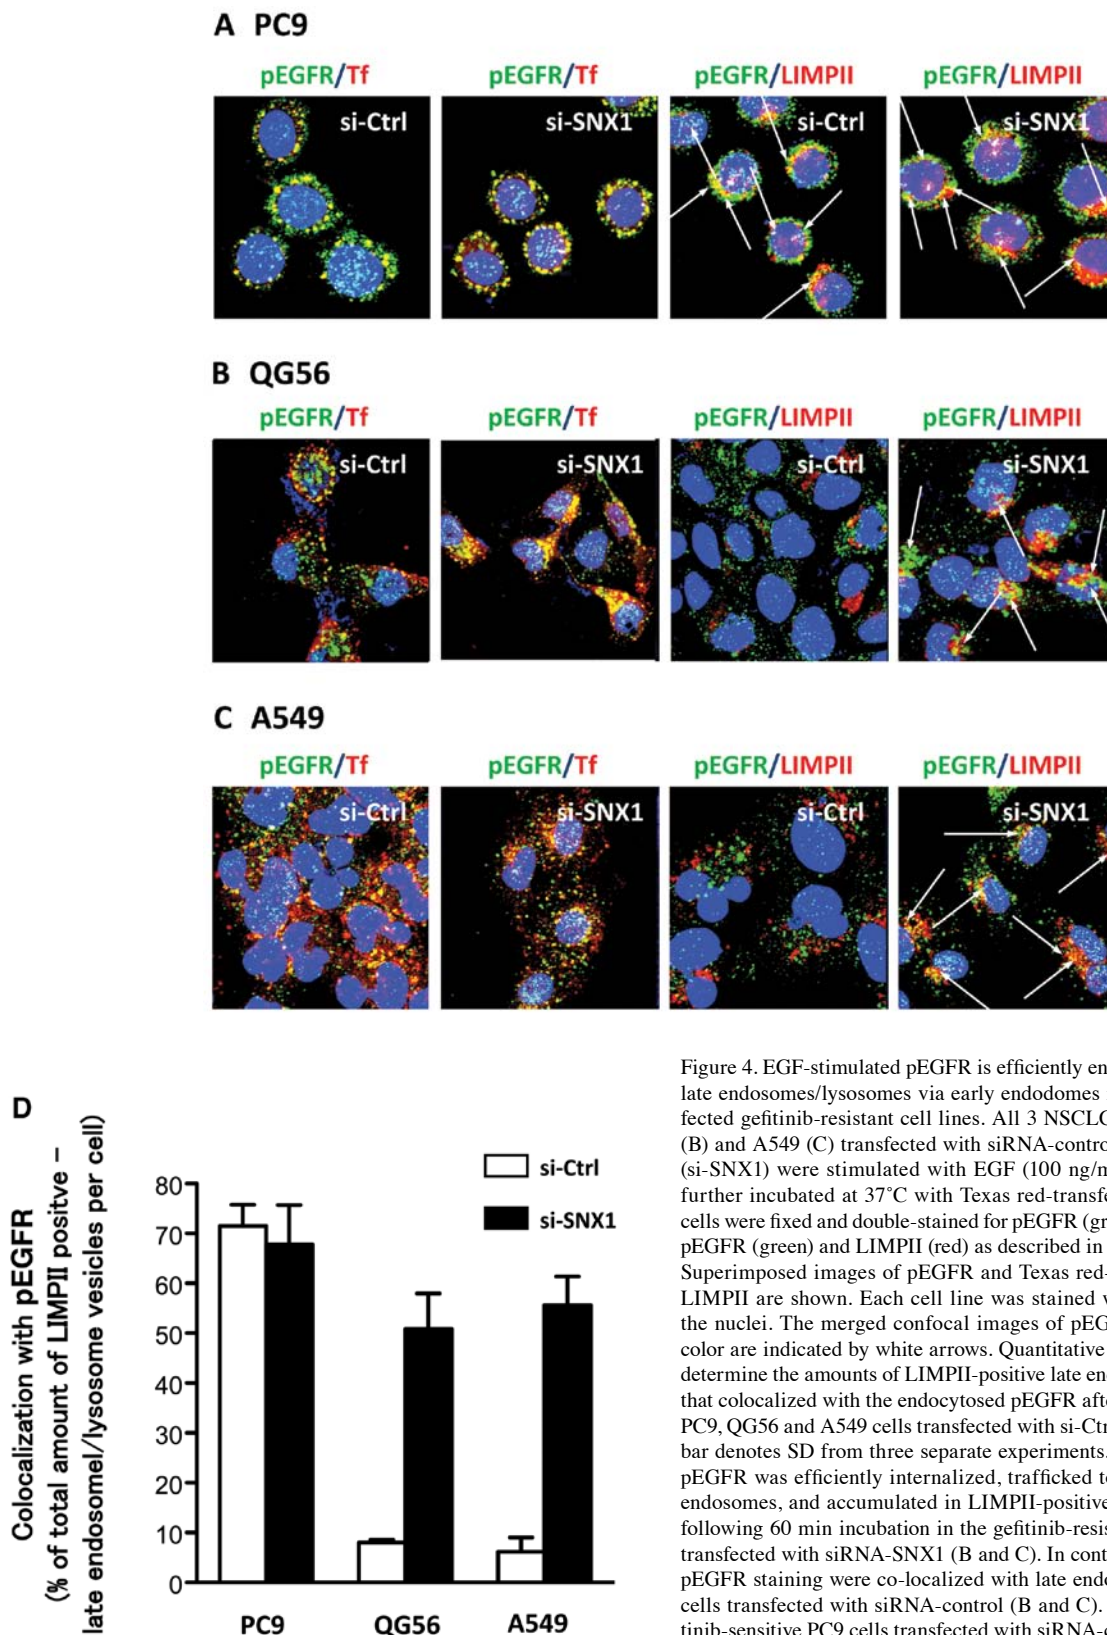 A PC9
pEGFR/Tf pEGFR/Tf pEGFR/LIMPII pEGFR/LIMPII
si-Ctrl si-SNX1 si-Ctrl si-SNX1
B QG56
pEGFR/Tf pEGFR/Tf pEGFR/LIMPII pEGFR/LIMPII
si-Ctrl si-SNX1 si-Ctrl si-SNX1
C A549
pEGFR/Tf pEGFR/Tf pEGFR/LIMPII pEGFR/LIMPII
si-Ctrl si-SNX1 si-Ctrl si-SNX1
D
Colocalization with pEGFR
(% of total amount of LIMPII positve –
late endosomel/lysosome vesicles per cell)
80
70
60
50
40
30
20
10
0
si-Ctrl
si-SNX1
PC9 QG56 A549
Figure 4. EGF-stimulated pEGFR is efficiently en
late endosomes/lysosomes via early endodomes
fected gefitinib-resistant cell lines. All 3 NSCLC
(B) and A549 (C) transfected with siRNA-control
(si-SNX1) were stimulated with EGF (100 ng/m
further incubated at 37˚C with Texas red-transfe
cells were fixed and double-stained for pEGFR (gr
pEGFR (green) and LIMPII (red) as described in
Superimposed images of pEGFR and Texas red-
LIMPII are shown. Each cell line was stained w
the nuclei. The merged confocal images of pEG
color are indicated by white arrows. Quantitative
determine the amounts of LIMPII-positive late end
that colocalized with the endocytosed pEGFR afte
PC9, QG56 and A549 cells transfected with si-Ctr
bar denotes SD from three separate experiments.
pEGFR was efficiently internalized, trafficked to
endosomes, and accumulated in LIMPII-positive
following 60 min incubation in the gefitinib-resis
transfected with siRNA-SNX1 (B and C). In cont
pEGFR staining were co-localized with late endo
cells transfected with siRNA-control (B and C).
tinib-sensitive PC9 cells transfected with siRNA-c